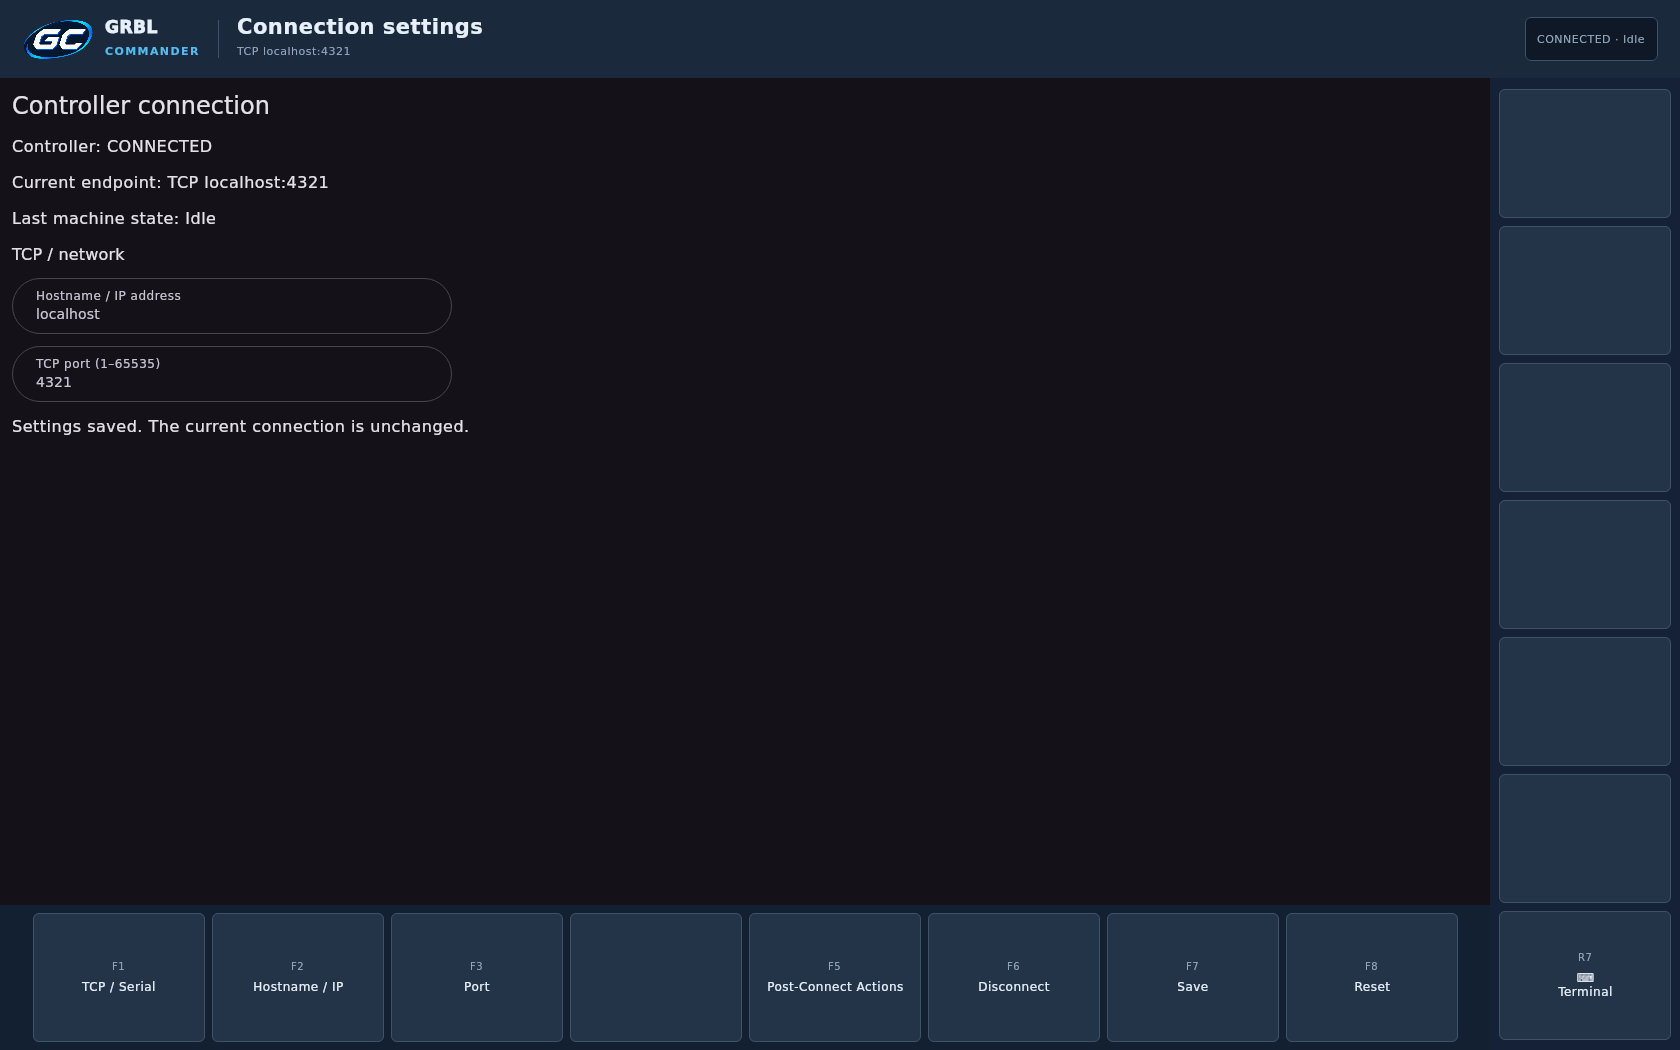 GC
GRBL
COMMANDER
Connection settings
TCP localhost:4321
CONNECTED · Idle
Controller connection
Controller: CONNECTED
Current endpoint: TCP localhost:4321
Last machine state: Idle
TCP / network
Hostname / IP address
localhost
TCP port (1–65535)
4321
Settings saved. The current connection is unchanged.
F1
TCP / Serial
F2
Hostname / IP
F3
Port
F5
Post-Connect Actions
F6
Disconnect
F7
Save
F8
Reset
R7
⌨
Terminal